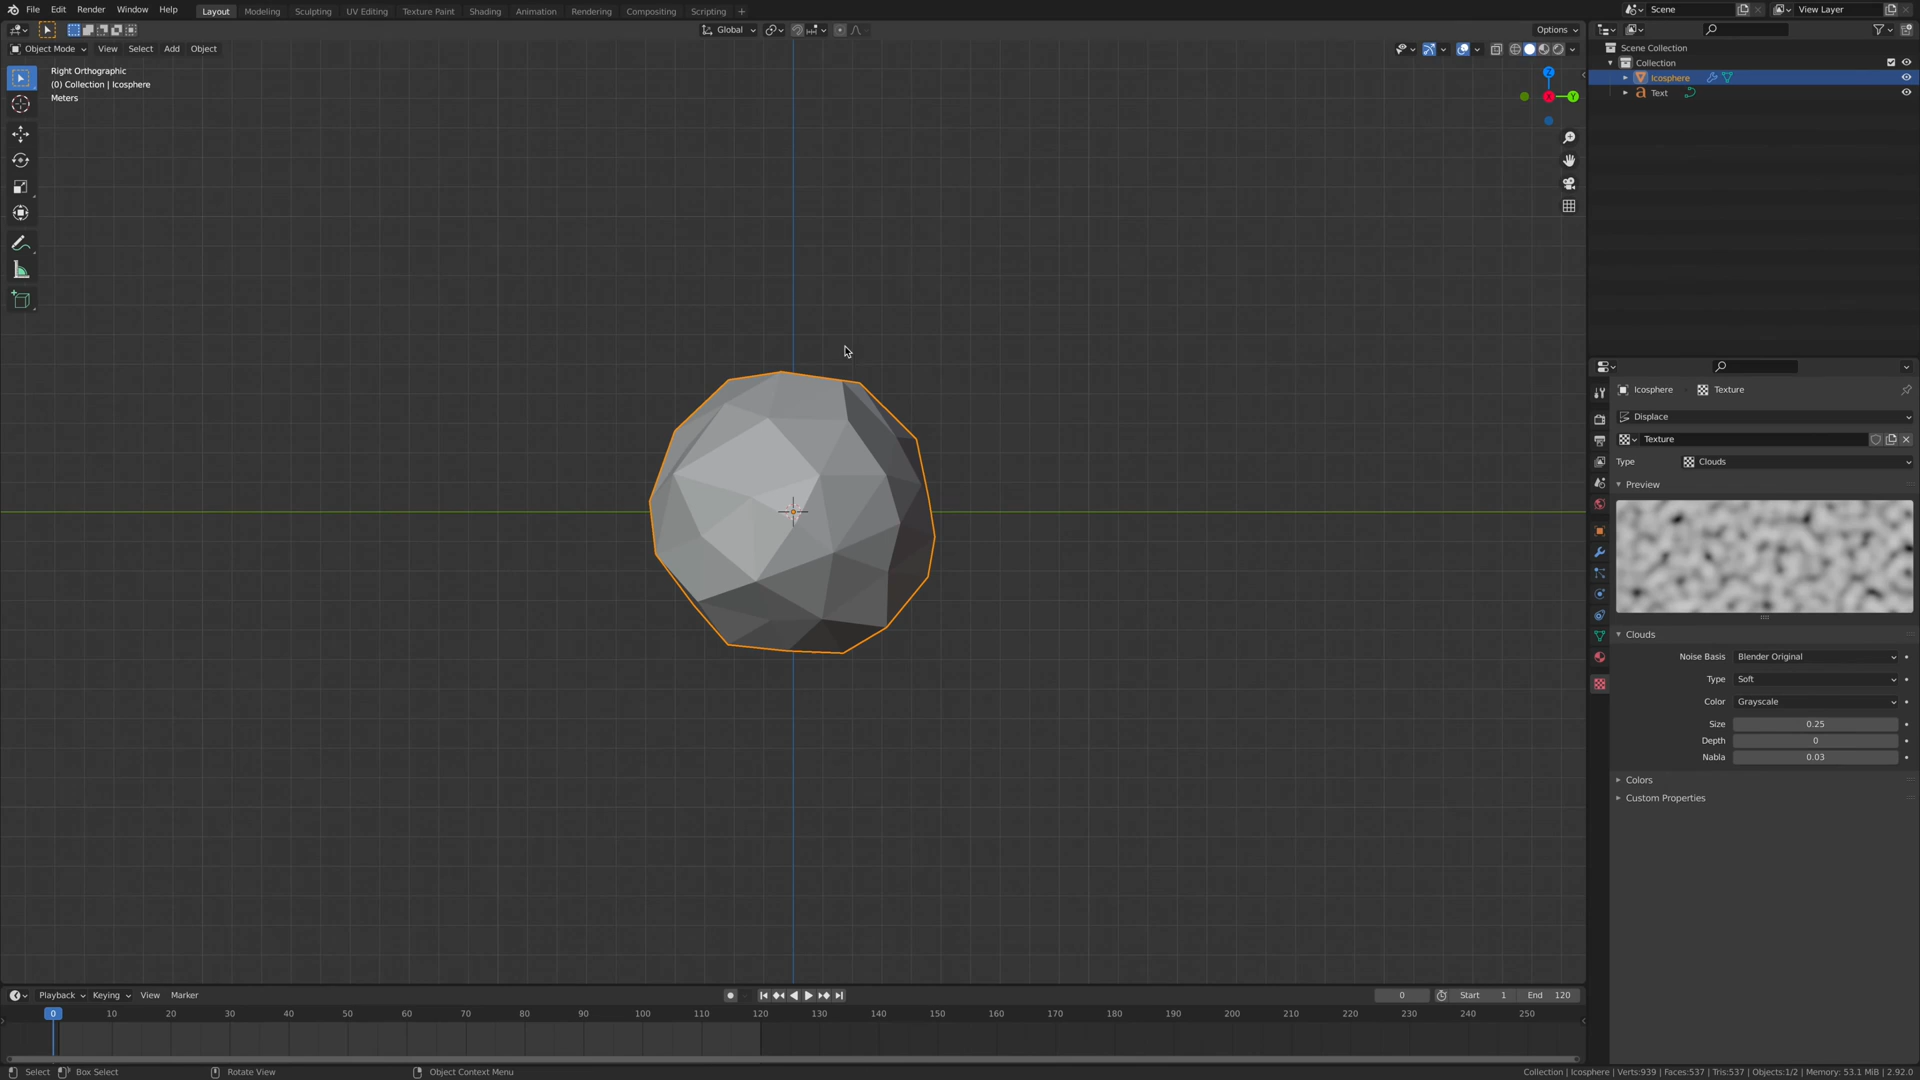 File Edit Render Window Help Layout Modeling Sculpting UV Editing Texture Paint Shading Animation Rendering Compositing Scripting + Scene View Layer
Global Options
Object Mode View Select Add Object
Right Orthographic
(0) Collection | Icosphere
Meters
Z
X
Y
Scene Collection
Collection
Icosphere
Text
Icosphere Texture
Displace
Texture
Type Clouds
Preview
Clouds
Noise Basis Blender Original
Type Soft
Color Grayscale
Size 0.25
Depth 0
Nabla 0.03
Colors
Custom Properties
Playback Keying View Marker 0 Start 1 End 120
0 10 20 30 40 50 60 70 80 90 100 110 120 130 140 150 160 170 180 190 200 210 220 230 240 250
Select Box Select Rotate View Object Context Menu Collection | Icosphere | Verts:939 | Faces:537 | Tris:537 | Objects:1/2 | Memory: 53.1 MiB | 2.92.0